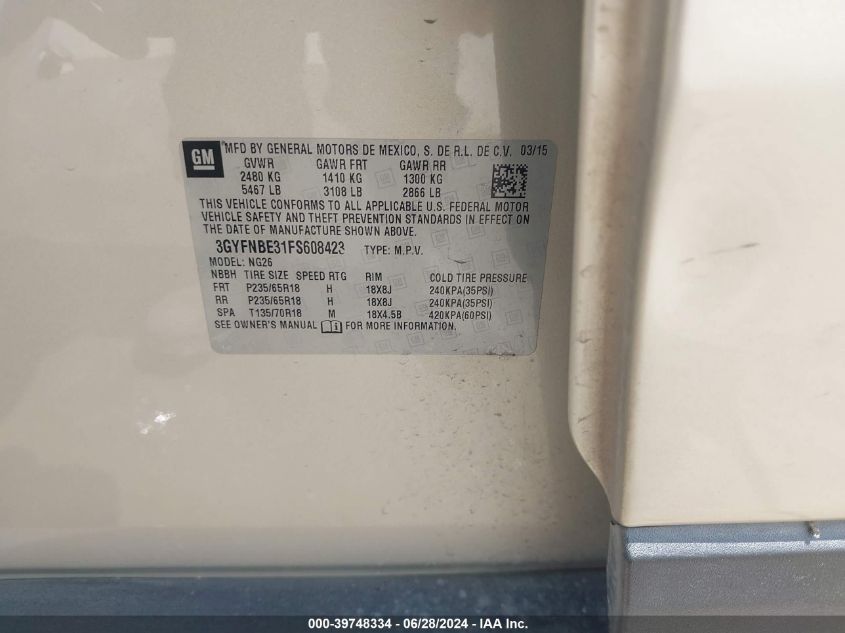 GM MFD BY GENERAL MOTORS DE MEXICO, S. DE R.L. DE C.V. 03/15
GVWR GAWR FRT GAWR RR
2480 KG 1410 KG 1300 KG
5467 LB 3108 LB 2866 LB
THIS VEHICLE CONFORMS TO ALL APPLICABLE U.S. FEDERAL MOTOR
VEHICLE SAFETY AND THEFT PREVENTION STANDARDS IN EFFECT ON
THE DATE OF MANUFACTURE SHOWN ABOVE.
3GYFNBE31FS608423 TYPE: M.P.V.
MODEL: NG26
NBBH TIRE SIZE SPEED RTG RIM COLD TIRE PRESSURE
FRT P235/65R18 H 18X8J 240KPA(35PSI)
RR P235/65R18 H 18X8J 240KPA(35PSI)
SPA T135/70R18 M 18X4.5B 420KPA(60PSI)
SEE OWNER'S MANUAL FOR MORE INFORMATION.
000-39748334 / 06/28/2024 / IAA Inc.